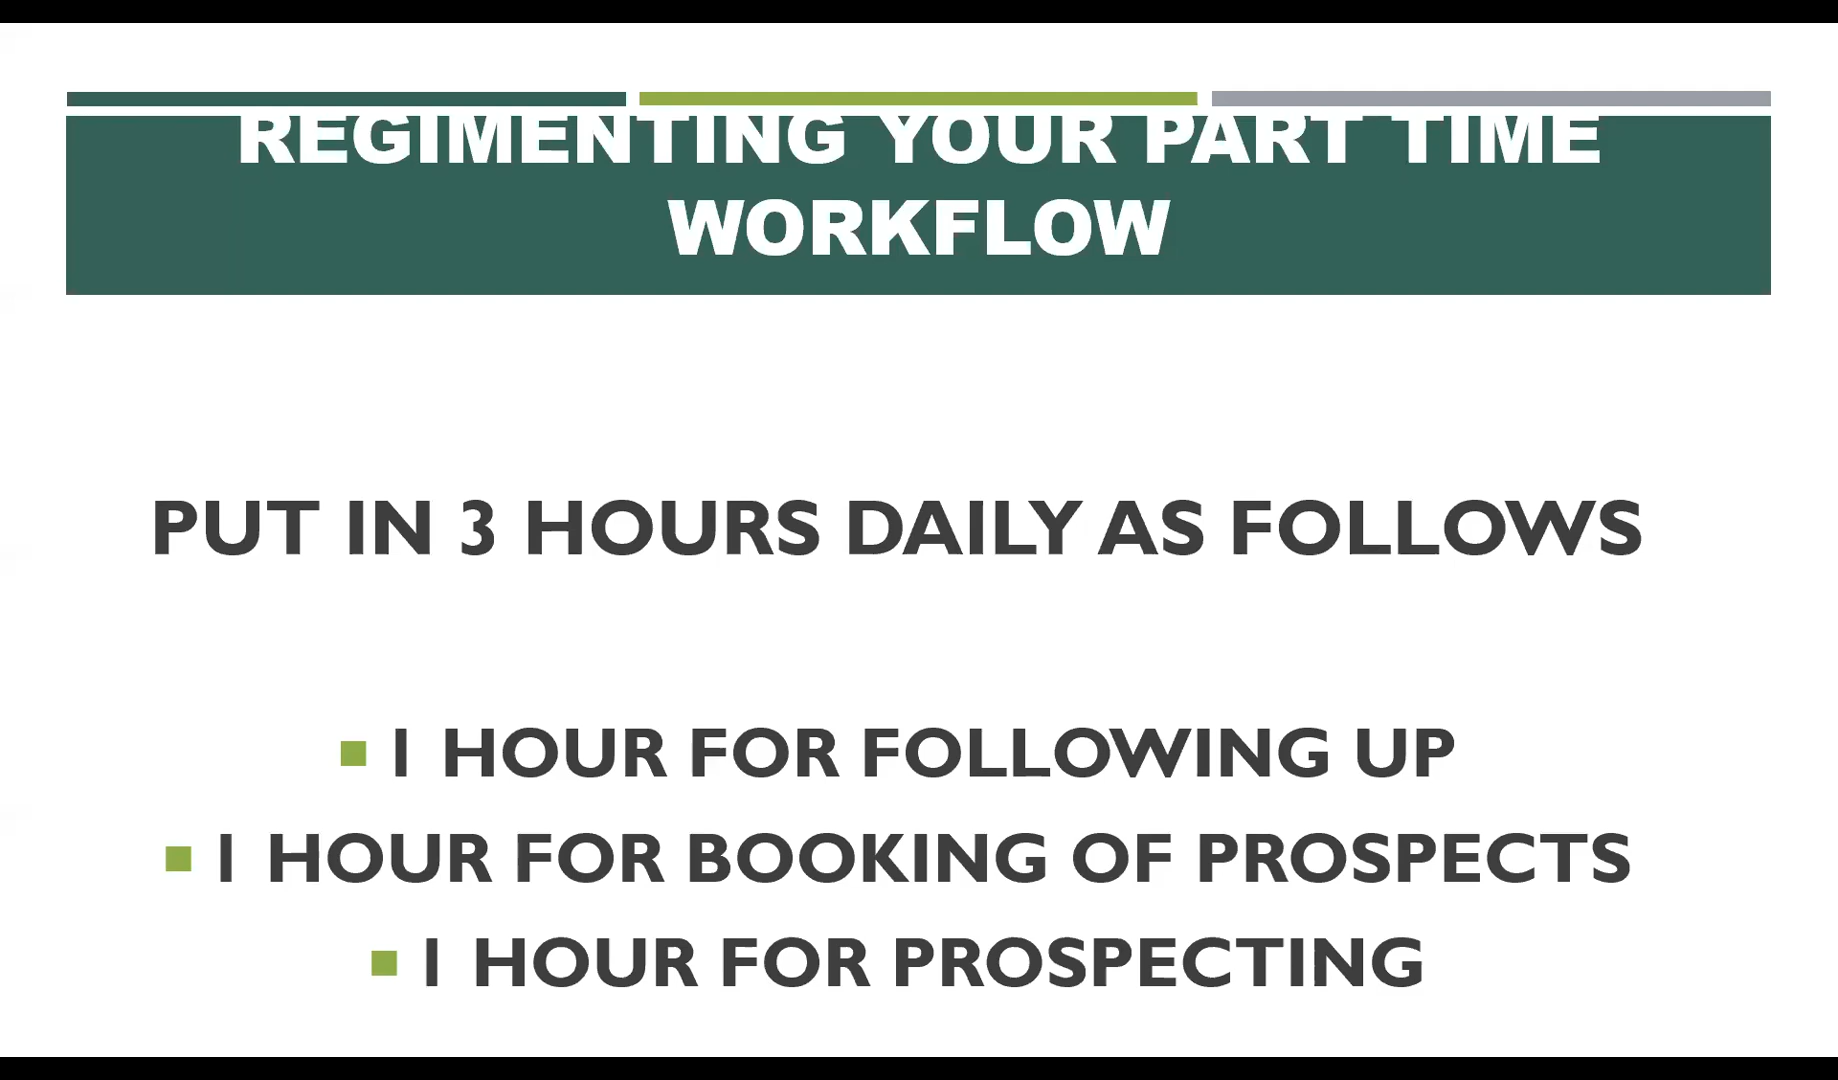 REGIMENTING YOUR PART TIME
WORKFLOW
PUT IN 3 HOURS DAILY AS FOLLOWS
1 HOUR FOR FOLLOWING UP
1 HOUR FOR BOOKING OF PROSPECTS
1 HOUR FOR PROSPECTING